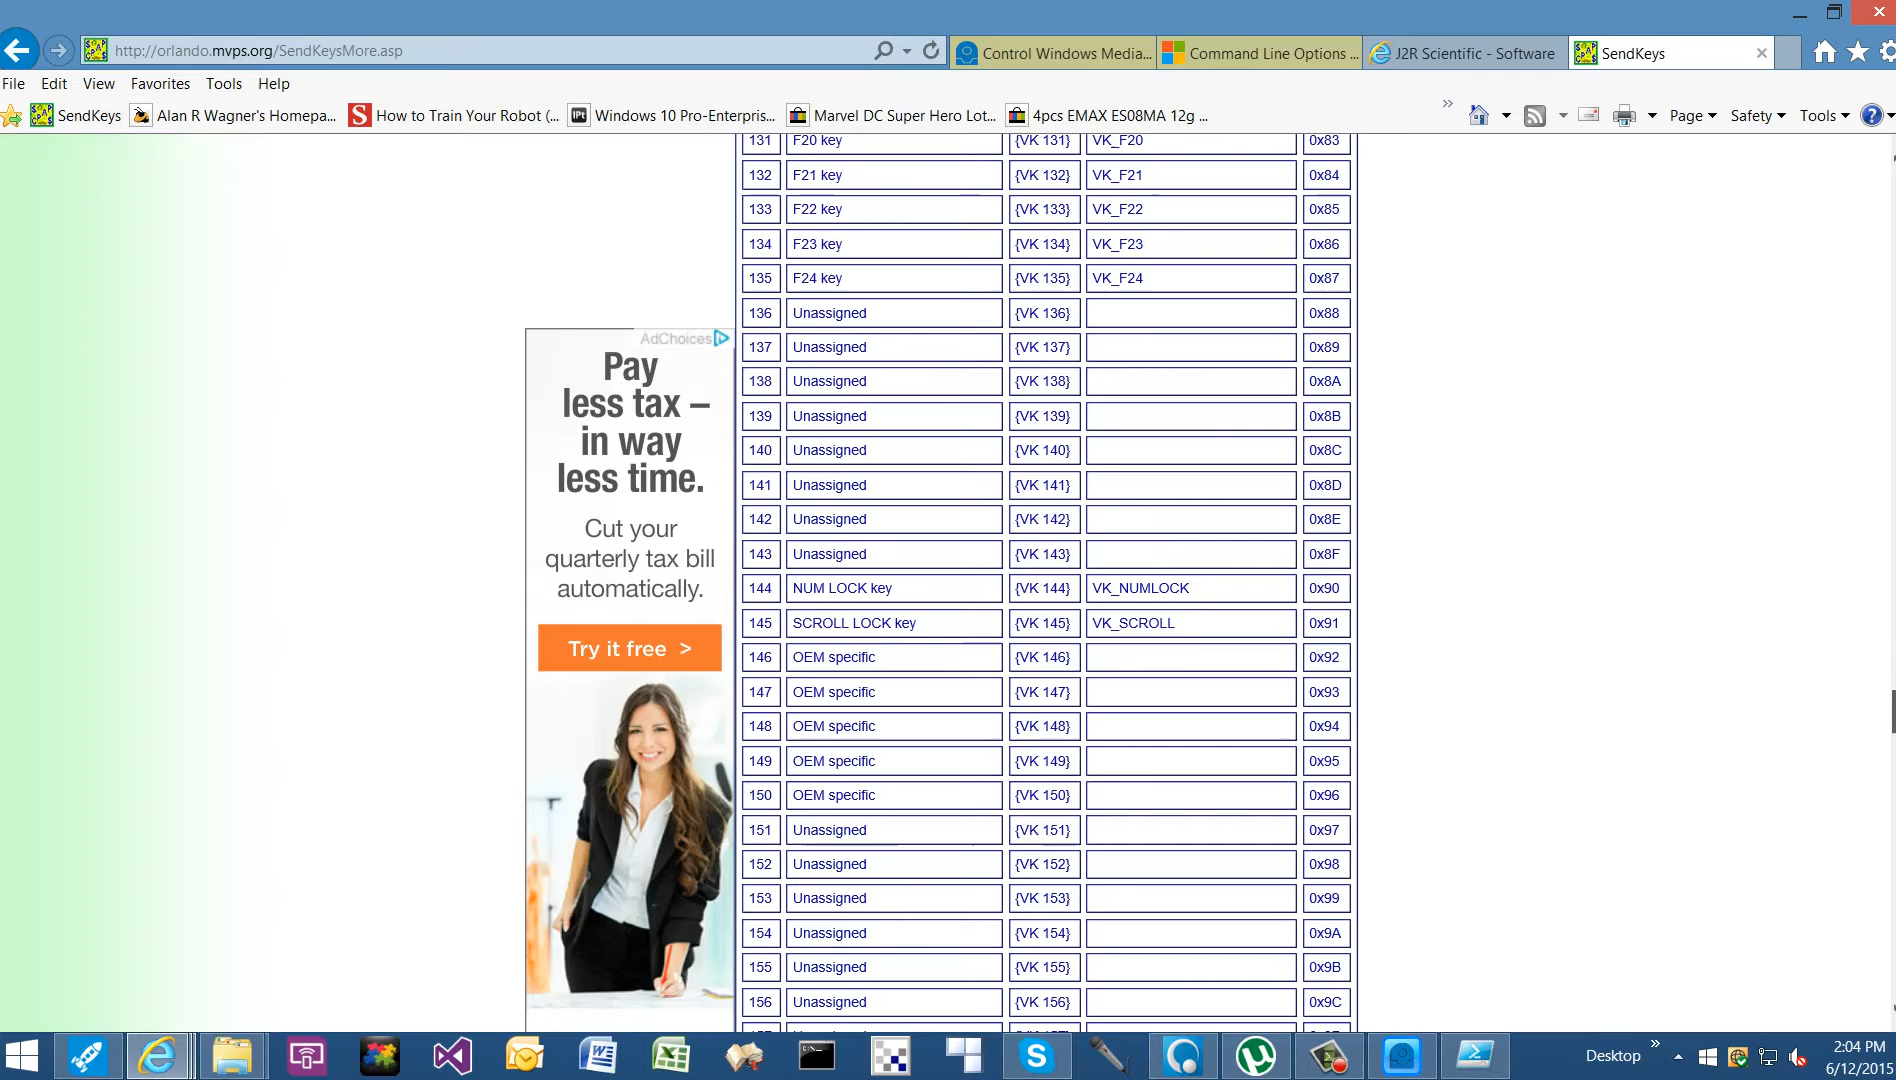 http://orlando.mvps.org/SendKeysMore.asp
Control Windows Media...
Command Line Options ...
J2R Scientific - Software
SendKeys
File Edit View Favorites Tools Help
SendKeys
Alan R Wagner's Homepa...
How to Train Your Robot (...
Windows 10 Pro-Enterpris...
Marvel DC Super Hero Lot...
4pcs EMAX ES08MA 12g ...
Page Safety Tools
131 F20 key {VK 131} VK_F20 0x83
132 F21 key {VK 132} VK_F21 0x84
133 F22 key {VK 133} VK_F22 0x85
134 F23 key {VK 134} VK_F23 0x86
135 F24 key {VK 135} VK_F24 0x87
136 Unassigned {VK 136} 0x88
137 Unassigned {VK 137} 0x89
138 Unassigned {VK 138} 0x8A
139 Unassigned {VK 139} 0x8B
140 Unassigned {VK 140} 0x8C
141 Unassigned {VK 141} 0x8D
142 Unassigned {VK 142} 0x8E
143 Unassigned {VK 143} 0x8F
144 NUM LOCK key {VK 144} VK_NUMLOCK 0x90
145 SCROLL LOCK key {VK 145} VK_SCROLL 0x91
146 OEM specific {VK 146} 0x92
147 OEM specific {VK 147} 0x93
148 OEM specific {VK 148} 0x94
149 OEM specific {VK 149} 0x95
150 OEM specific {VK 150} 0x96
151 Unassigned {VK 151} 0x97
152 Unassigned {VK 152} 0x98
153 Unassigned {VK 153} 0x99
154 Unassigned {VK 154} 0x9A
155 Unassigned {VK 155} 0x9B
156 Unassigned {VK 156} 0x9C
AdChoices
Pay
less tax –
in way
less time.
Cut your
quarterly tax bill
automatically.
Try it free >
Desktop
2:04 PM
6/12/2015